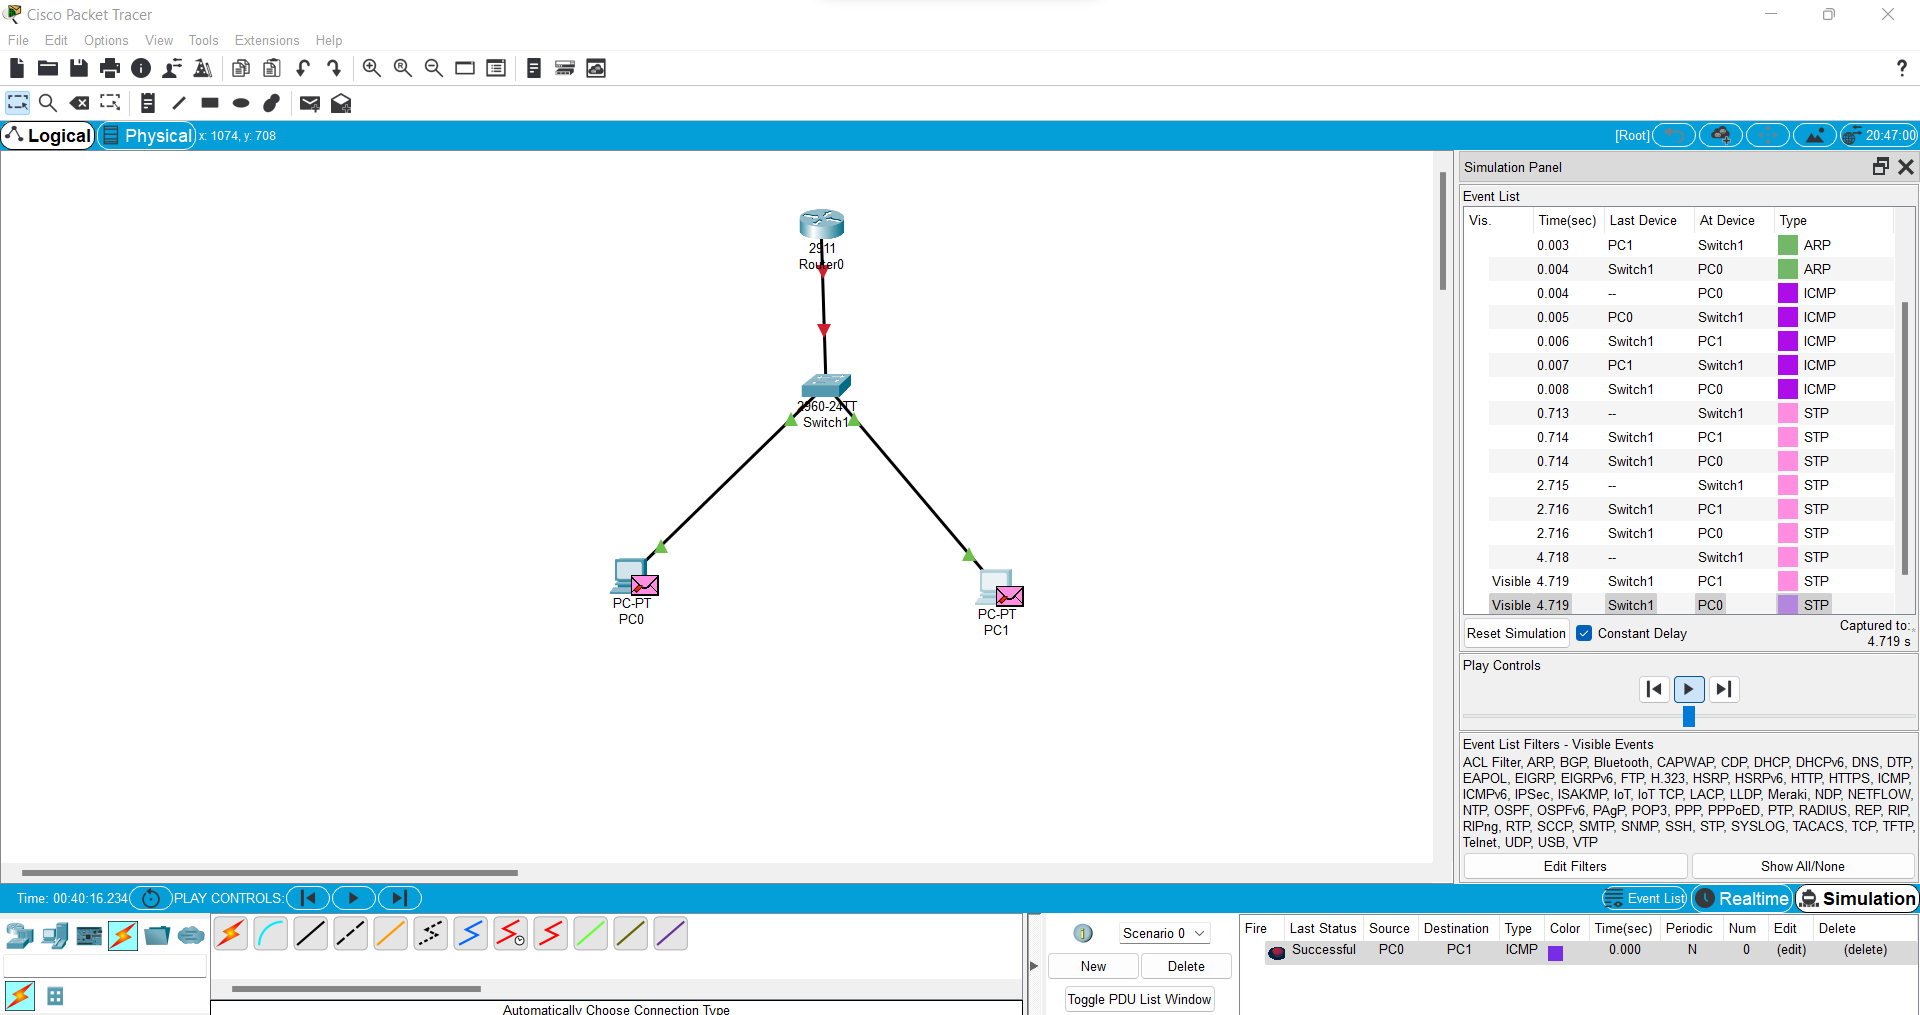 Cisco Packet Tracer
File Edit Options View Tools Extensions Help
?
Logical Physical x: 1074, y: 708 [Root] 20:47:00
Simulation Panel
Event List
Vis. Time(sec) Last Device At Device Type
0.003 PC1 Switch1 ARP
0.004 Switch1 PC0 ARP
0.004 -- PC0 ICMP
0.005 PC0 Switch1 ICMP
0.006 Switch1 PC1 ICMP
0.007 PC1 Switch1 ICMP
0.008 Switch1 PC0 ICMP
0.713 -- Switch1 STP
0.714 Switch1 PC1 STP
0.714 Switch1 PC0 STP
2.715 -- Switch1 STP
2.716 Switch1 PC1 STP
2.716 Switch1 PC0 STP
4.718 -- Switch1 STP
Visible 4.719 Switch1 PC1 STP
Visible 4.719 Switch1 PC0 STP
Reset Simulation Constant Delay Captured to:
4.719 s
Play Controls
Event List Filters - Visible Events
ACL Filter, ARP, BGP, Bluetooth, CAPWAP, CDP, DHCP, DHCPv6, DNS, DTP,
EAPOL, EIGRP, EIGRPv6, FTP, H.323, HSRP, HSRPv6, HTTP, HTTPS, ICMP,
ICMPv6, IPSec, ISAKMP, IoT, IoT TCP, LACP, LLDP, Meraki, NDP, NETFLOW,
NTP, OSPF, OSPFv6, PAgP, POP3, PPP, PPPoED, PTP, RADIUS, REP, RIP,
RIPng, RTP, SCCP, SMTP, SNMP, SSH, STP, SYSLOG, TACACS, TCP, TFTP,
Telnet, UDP, USB, VTP
Edit Filters Show All/None
2911
Router0
2960-24TT
Switch1
PC-PT
PC0
PC-PT
PC1
Time: 00:40:16.234 PLAY CONTROLS: Event List Realtime Simulation
Automatically Choose Connection Type
1 Scenario 0
New Delete
Toggle PDU List Window
Fire Last Status Source Destination Type Color Time(sec) Periodic Num Edit Delete
Successful PC0 PC1 ICMP 0.000 N 0 (edit) (delete)